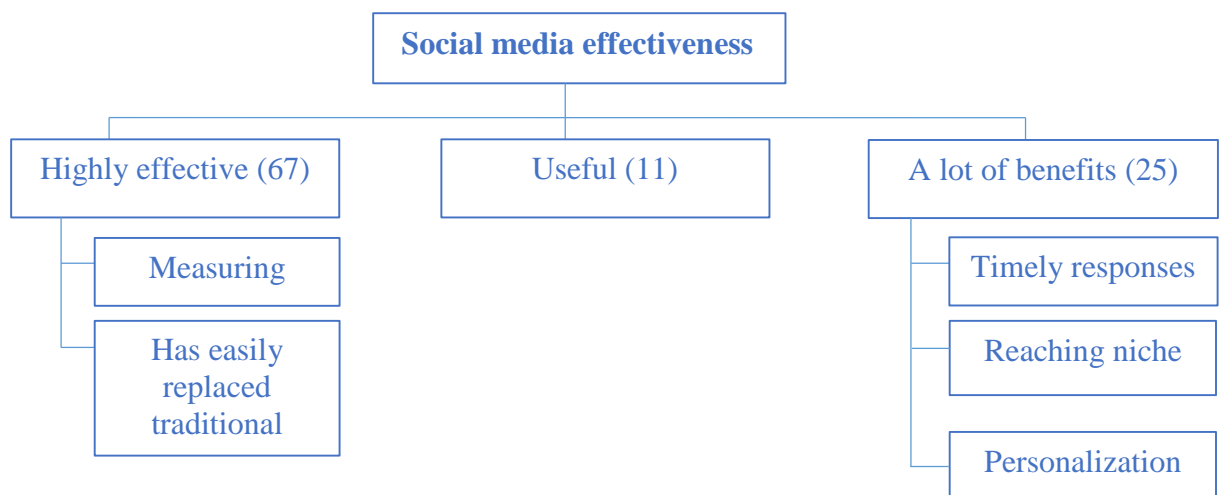 Social media effectiveness
Highly effective (67)
Useful (11)
A lot of benefits (25)
Measuring
Has easily
replaced
traditional
Timely responses
Reaching niche
Personalization